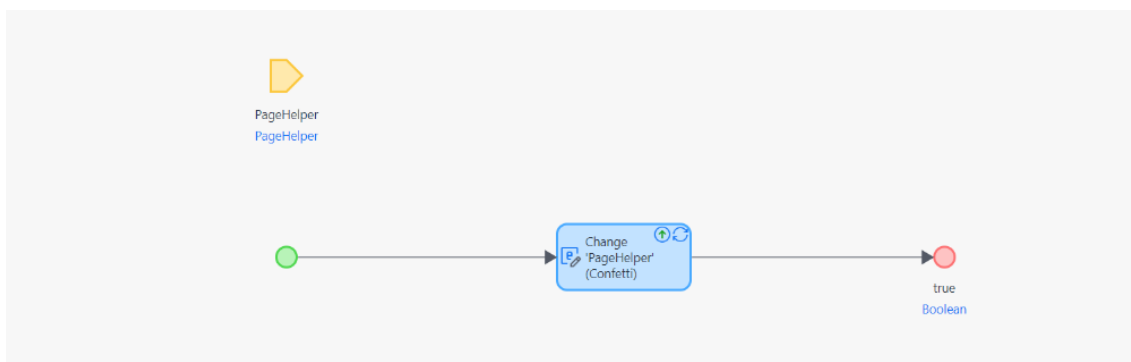 PageHelper
PageHelper
Change
'PageHelper'
(Confetti)
true
Boolean